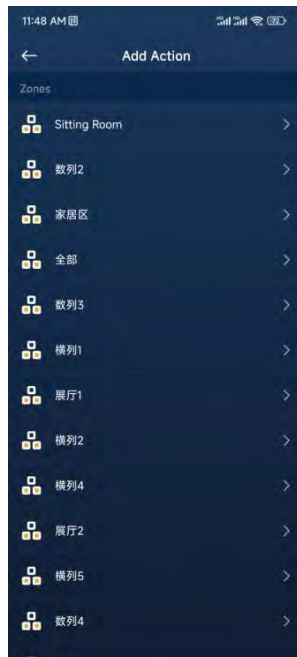 11:48 AM
Add Action
Zones
Sitting Room
数列2
家居区
全部
数列3
横列1
展厅1
横列2
横列4
展厅2
横列5
数列4